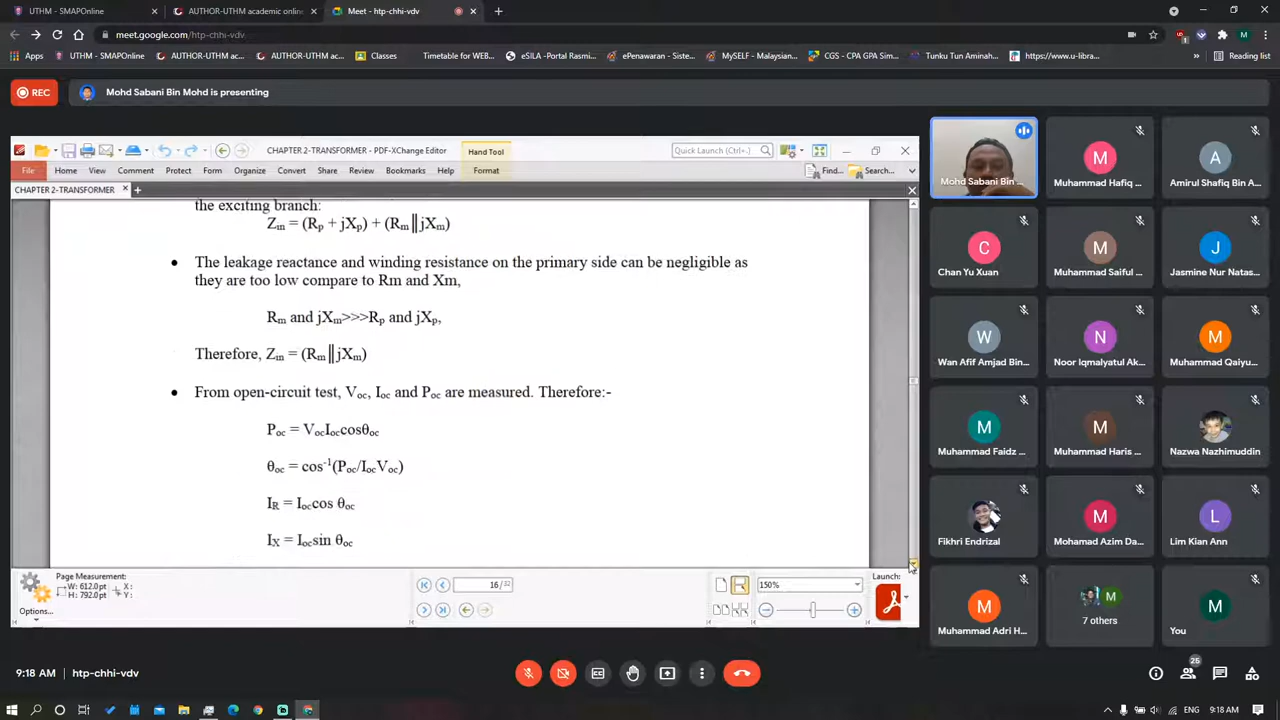 UTHM – SMAPOnline
AUTHOR-UTHM academic online
Meet – htp-chhi-vdv
meet.google.com/htp-chhi-vdv
Apps
UTHM – SMAPOnline
AUTHOR-UTHM ac...
AUTHOR-UTHM ac...
Classes
Timetable for WEB...
eSILA -Portal Rasmi...
ePenawaran - Siste...
MySELF - Malaysian...
CGS - CPA GPA Sim...
Tunku Tun Aminah...
https://www.u-libra...
»
Reading list
REC
Mohd Sabani Bin Mohd is presenting
CHAPTER 2-TRANSFORMER - PDF-XChange Editor
Hand Tool
Quick Launch (Ctrl+.)
File
Home
View
Comment
Protect
Form
Organize
Convert
Share
Review
Bookmarks
Help
Format
Find...
Search...
CHAPTER 2-TRANSFORMER
the exciting branch:
Zin = (Rp + jXp) + (Rm║jXm)
• The leakage reactance and winding resistance on the primary side can be negligible as
they are too low compare to Rm and Xm,
Rm and jXm>>>Rp and jXp,
Therefore, Zin = (Rm║jXm)
• From open-circuit test, Voc, Ioc and Poc are measured. Therefore:-
Poc = VocIoccosθoc
θoc = cos-1(Poc/IocVoc)
IR = Ioccos θoc
IX = Iocsin θoc
Options...
Page Measurement:
W: 612.0 pt
H: 792.0 pt
X:
Y:
16 /32
150%
Launch:
Mohd Sabani Bin ...
Muhammad Hafiq ...
Amirul Shafiq Bin A...
Chan Yu Xuan
Muhammad Saiful ...
Jasmine Nur Natas...
Wan Afif Amjad Bin...
Noor Iqmalyatul Ak...
Muhammad Qaiyu...
Muhammad Faidz ...
Muhammad Haris ...
Nazwa Nazhimuddin
Fikhri Endrizal
Mohamad Azim Da...
Lim Kian Ann
Muhammad Adri H...
7 others
You
M
A
C
M
J
W
N
M
M
M
M
L
M
M
M
9:18 AM
htp-chhi-vdv
25
ENG
9:18 AM